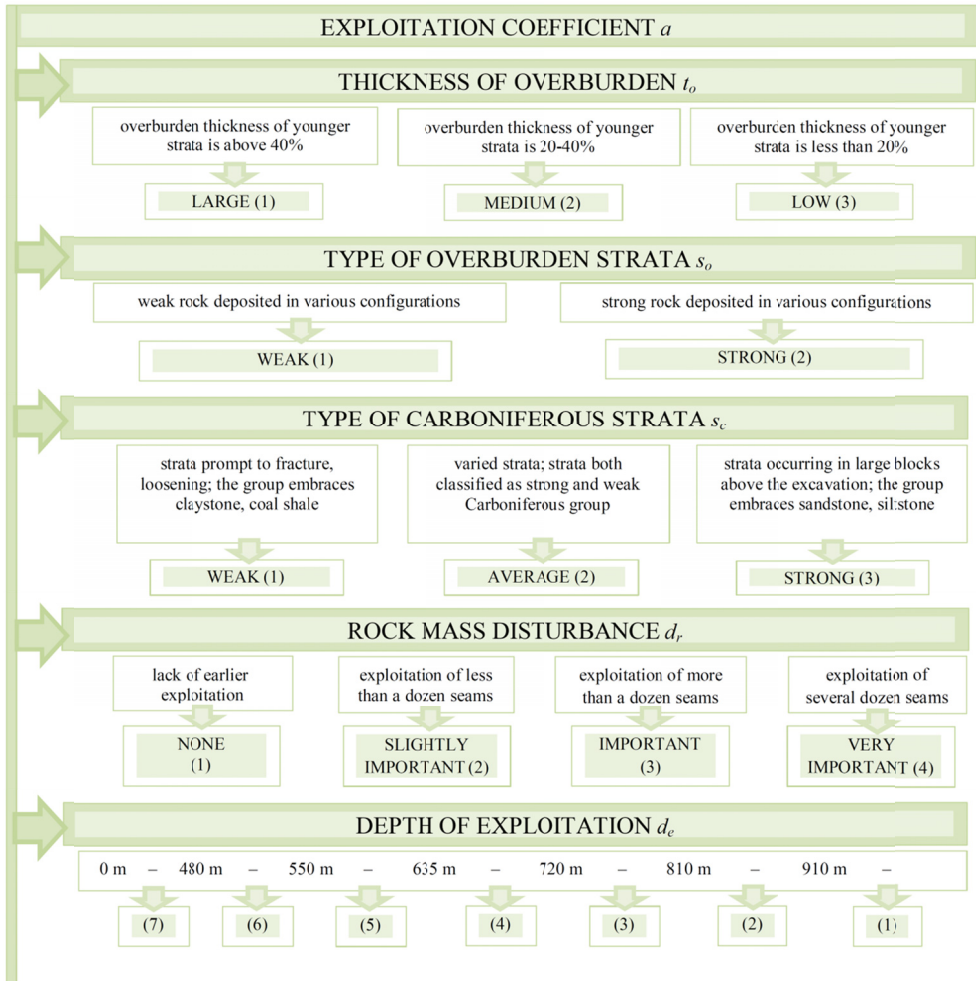 EXPLOITATION COEFFICIENT a
THICKNESS OF OVERBURDEN to
overburden thickness of younger
strata is above 40%
overburden thickness of younger
strata is 20-40%
overburden thickness of younger
strata is less than 20%
LARGE (1)
MEDIUM (2)
LOW (3)
TYPE OF OVERBURDEN STRATA so
weak rock deposited in various configurations
strong rock deposited in various configurations
WEAK (1)
STRONG (2)
TYPE OF CARBONIFEROUS STRATA sc
strata prompt to fracture,
loosening; the group embraces
claystone, coal shale
varied strata; strata both
classified as strong and weak
Carboniferous group
strata occurring in large blocks
above the excavation; the group
embraces sandstone, siltstone
WEAK (1)
AVERAGE (2)
STRONG (3)
ROCK MASS DISTURBANCE dr
lack of earlier
exploitation
exploitation of less
than a dozen seams
exploitation of more
than a dozen seams
exploitation of
several dozen seams
NONE
(1)
SLIGHTLY
IMPORTANT (2)
IMPORTANT
(3)
VERY
IMPORTANT (4)
DEPTH OF EXPLOITATION de
0 m – 480 m – 550 m – 635 m – 720 m – 810 m – 910 m –
(7) (6) (5) (4) (3) (2) (1)